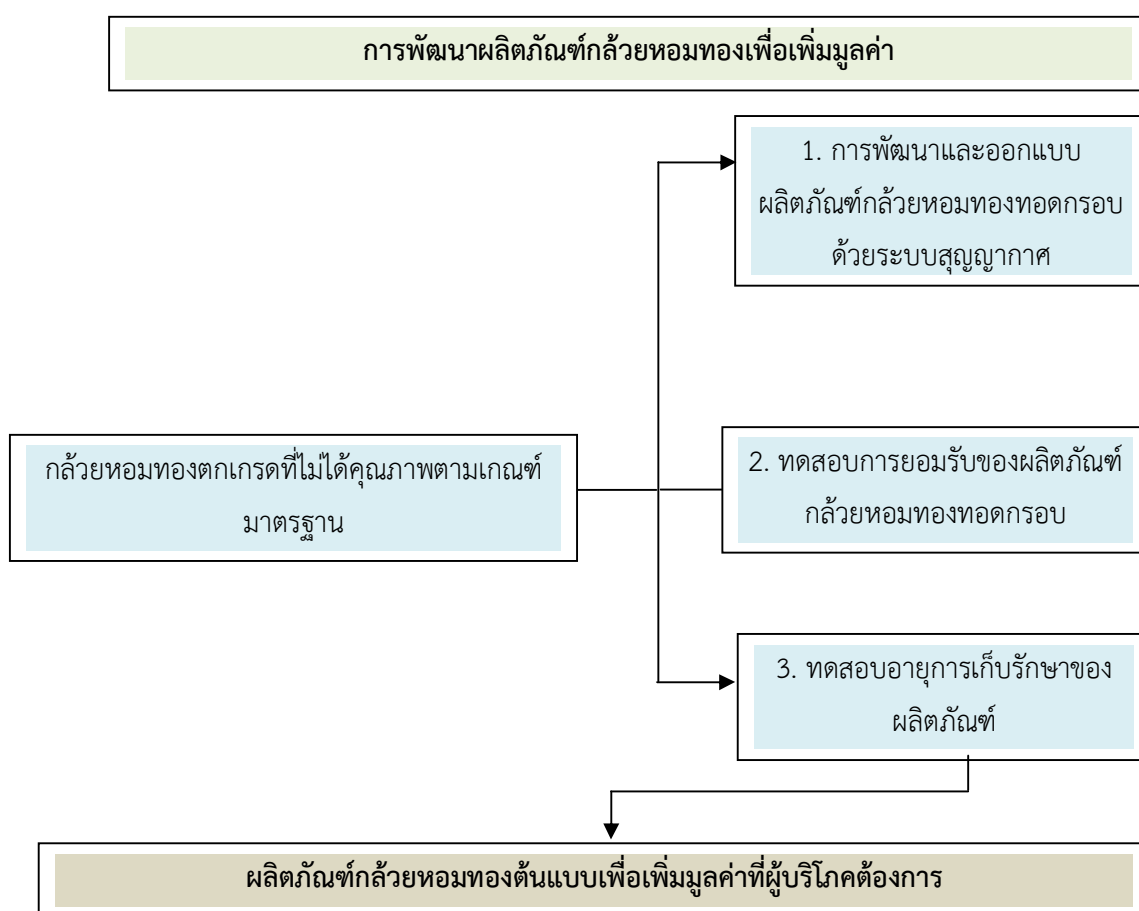 การพัฒนาผลิตภัณฑ์กล้วยหอมทองเพื่อเพิ่มมูลค่า
1. การพัฒนาและออกแบบ
ผลิตภัณฑ์กล้วยหอมทองทอดกรอบ
ด้วยระบบสุญญากาศ
กล้วยหอมทองตกเกรดที่ไม่ได้คุณภาพตามเกณฑ์
มาตรฐาน
2. ทดสอบการยอมรับของผลิตภัณฑ์
กล้วยหอมทองทอดกรอบ
3. ทดสอบอายุการเก็บรักษาของ
ผลิตภัณฑ์
ผลิตภัณฑ์กล้วยหอมทองต้นแบบเพื่อเพิ่มมูลค่าที่ผู้บริโภคต้องการ